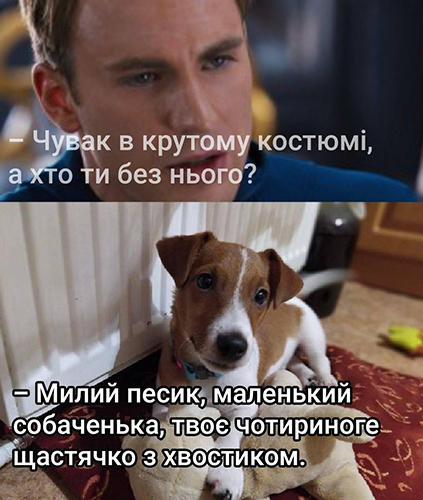 – Чувак в крутому костюмі,
а хто ти без нього?
– Милий песик, маленький
собаченька, твоє чотириноге
щастячко з хвостиком.